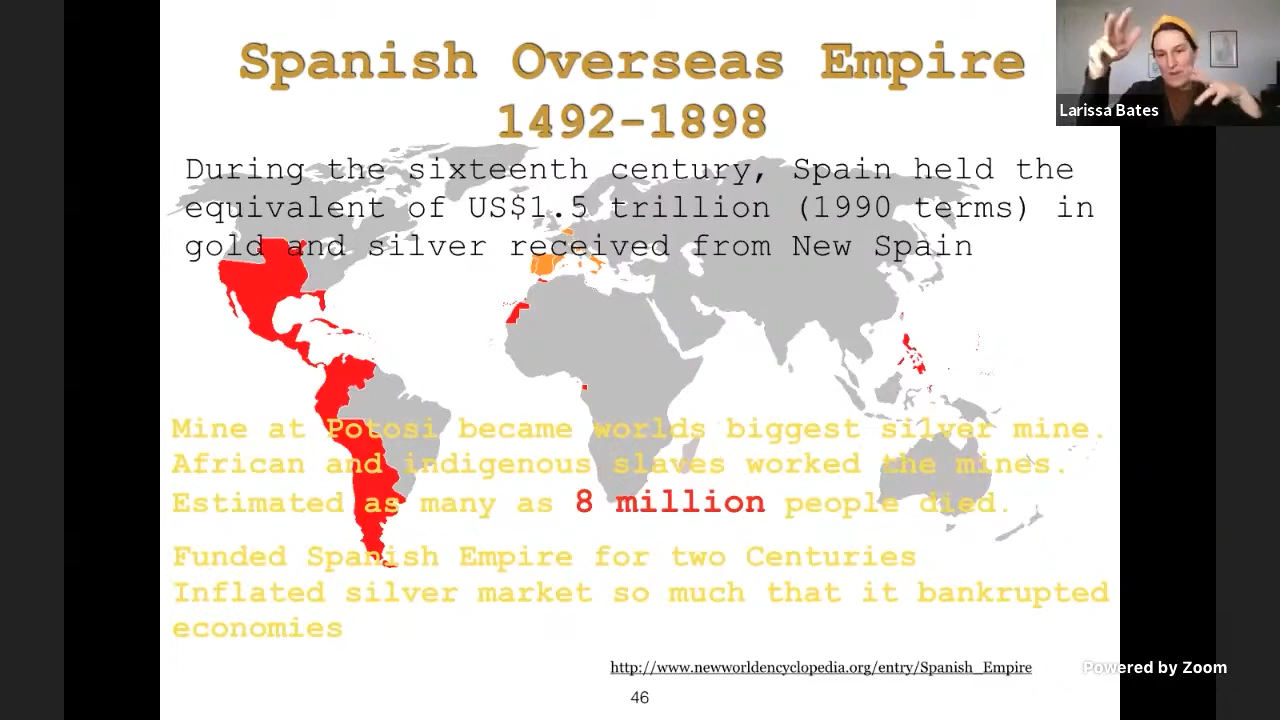 Spanish Overseas Empire
1492-1898
Larissa Bates
During the sixteenth century, Spain held the
equivalent of US$1.5 trillion (1990 terms) in
gold and silver received from New Spain
Mine at Potosi became worlds biggest silver mine.
African and indigenous slaves worked the mines.
Estimated as many as 8 million people died.
Funded Spanish Empire for two Centuries
Inflated silver market so much that it bankrupted
economies
http://www.newworldencyclopedia.org/entry/Spanish_Empire
Powered by Zoom
46